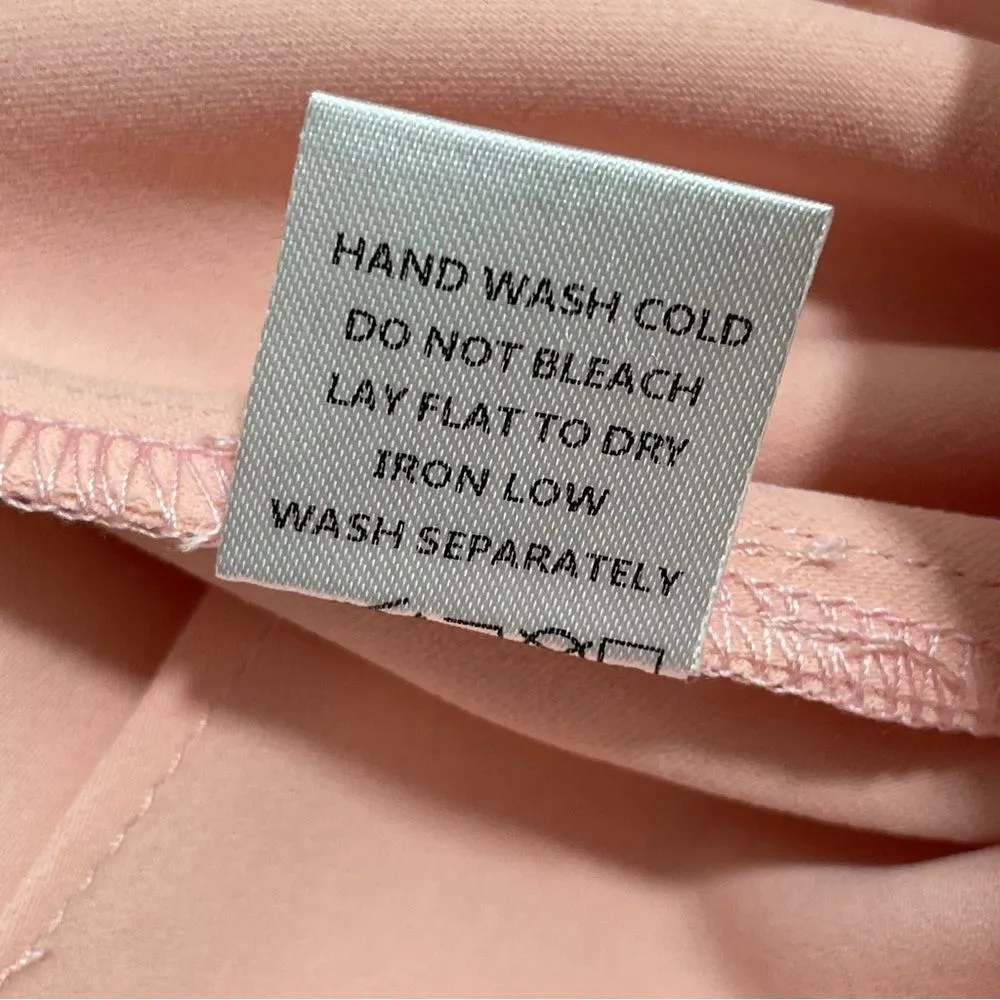 HAND WASH COLD
DO NOT BLEACH
LAY FLAT TO DRY
IRON LOW
WASH SEPARATELY